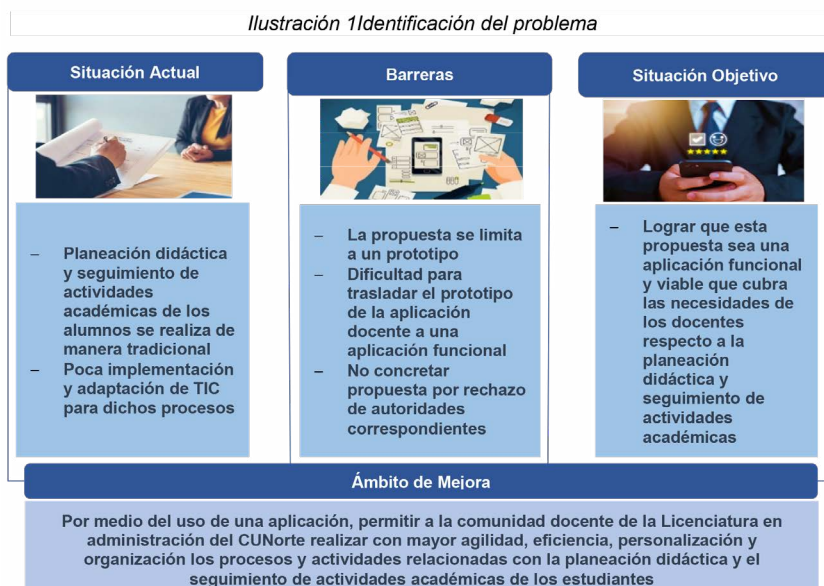 Ilustración 1Identificación del problema
Situación Actual
– Planeación didáctica
y seguimiento de
actividades
académicas de los
alumnos se realiza de
manera tradicional
– Poca implementación
y adaptación de TIC
para dichos procesos
Barreras
– La propuesta se limita
a un prototipo
– Dificultad para
trasladar el prototipo
de la aplicación
docente a una
aplicación funcional
– No concretar
propuesta por rechazo
de autoridades
correspondientes
Situación Objetivo
– Lograr que esta
propuesta sea una
aplicación funcional
y viable que cubra
las necesidades de
los docentes
respecto a la
planeación
didáctica y
seguimiento de
actividades
académicas
Ámbito de Mejora
Por medio del uso de una aplicación, permitir a la comunidad docente de la Licenciatura en
administración del CUNorte realizar con mayor agilidad, eficiencia, personalización y
organización los procesos y actividades relacionadas con la planeación didáctica y el
seguimiento de actividades académicas de los estudiantes